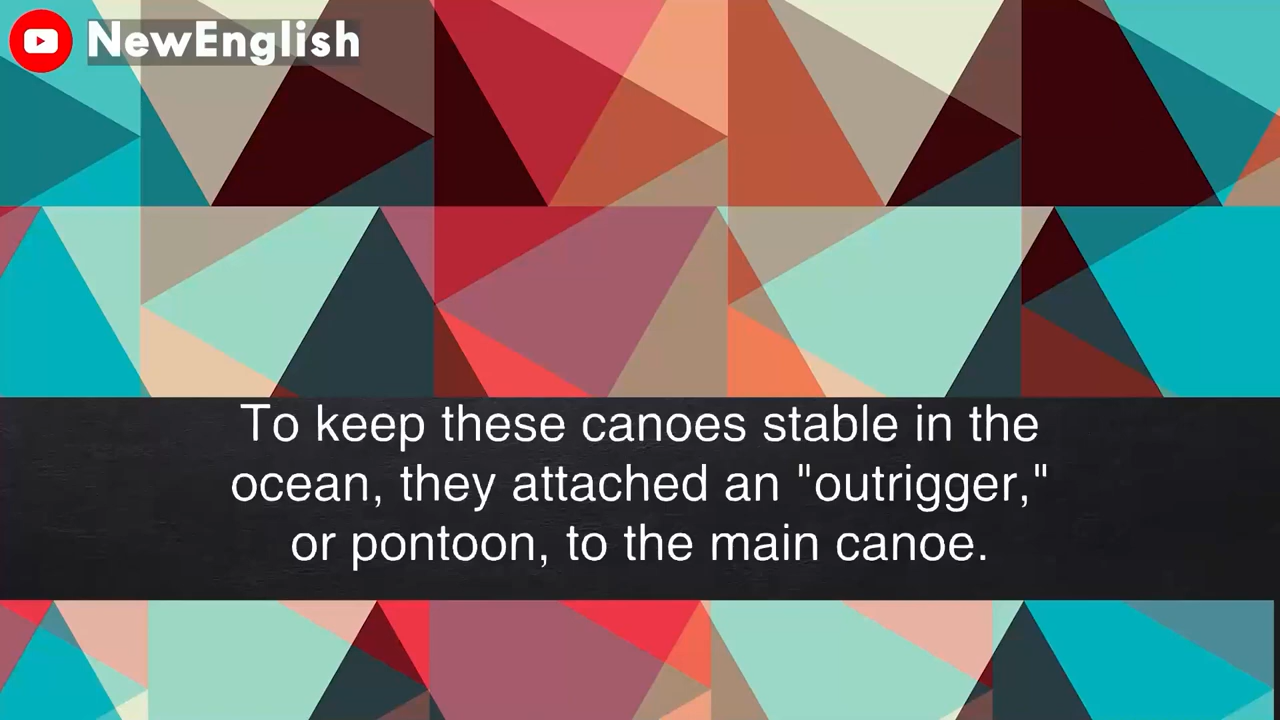 NewEnglish
To keep these canoes stable in the
ocean, they attached an "outrigger,"
or pontoon, to the main canoe.